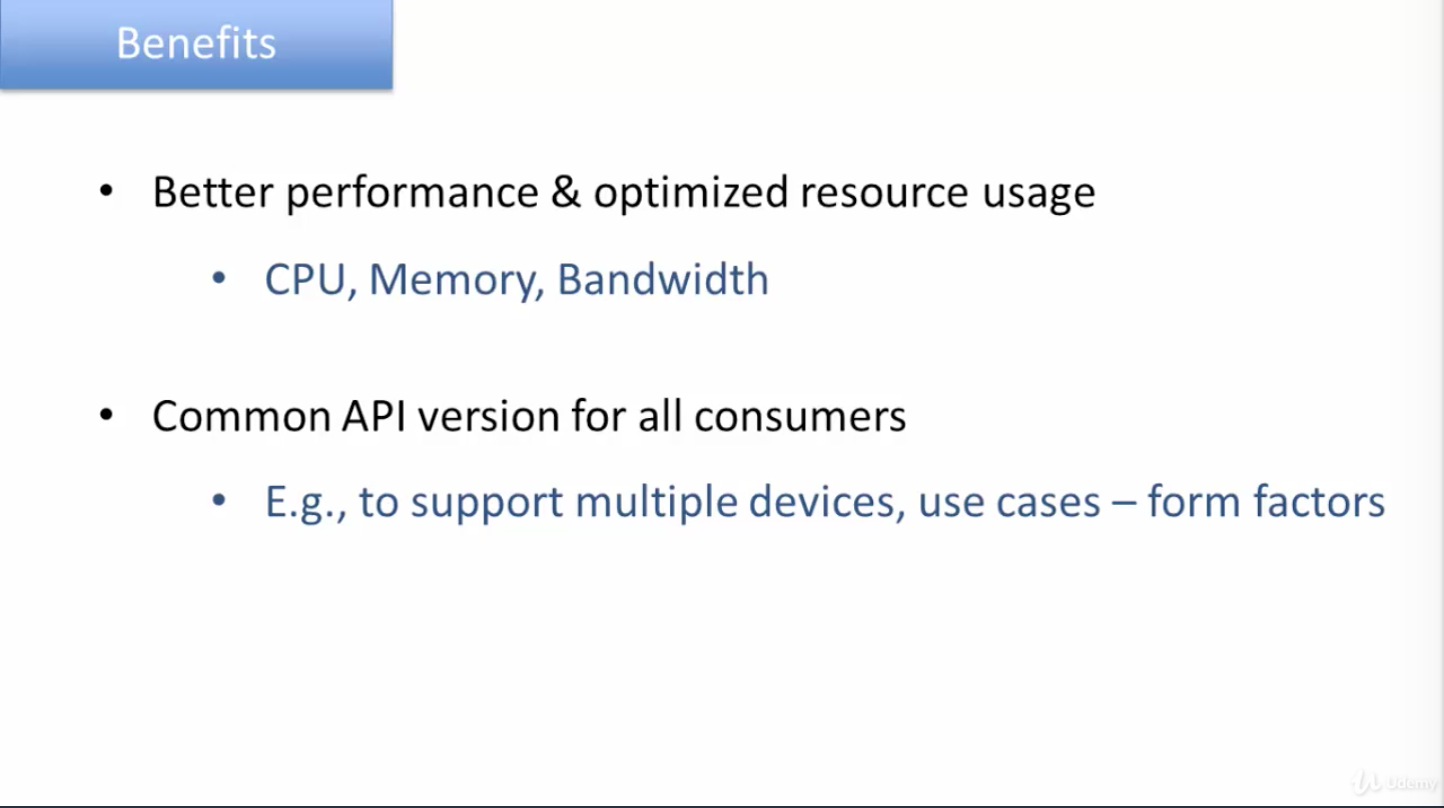 Benefits
• Better performance & optimized resource usage
• CPU, Memory, Bandwidth
• Common API version for all consumers
• E.g., to support multiple devices, use cases – form factors
Udemy